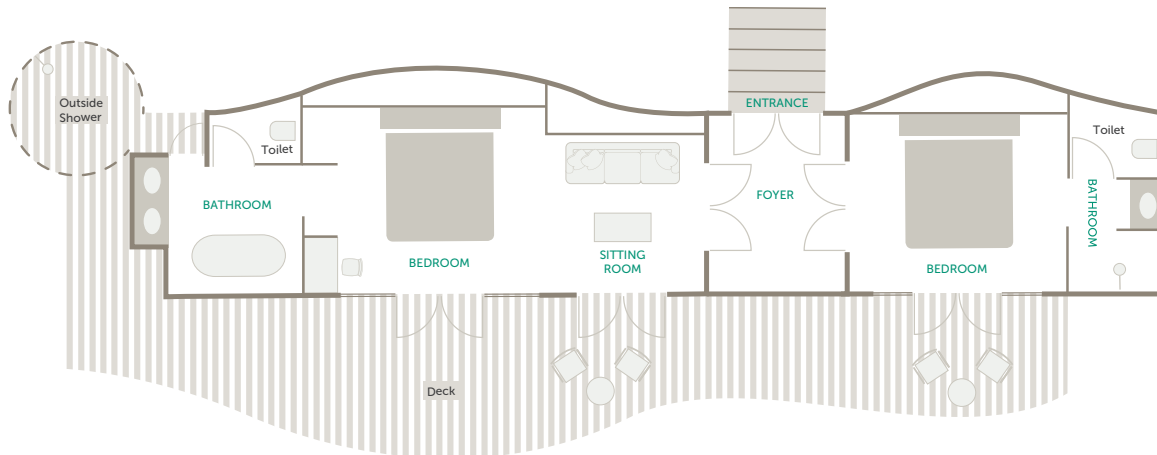 ENTRANCE
Outside
Shower
Toilet
Toilet
BATHROOM
FOYER
BATHROOM
SITTING
ROOM
BEDROOM
BEDROOM
Deck